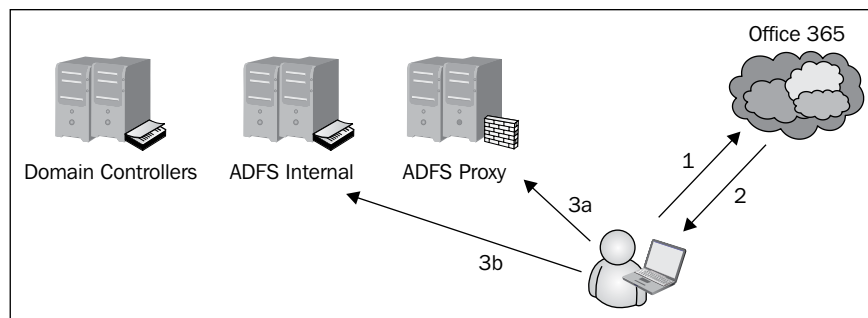 Office 365
Domain Controllers
ADFS Internal
ADFS Proxy
1
2
3a
3b